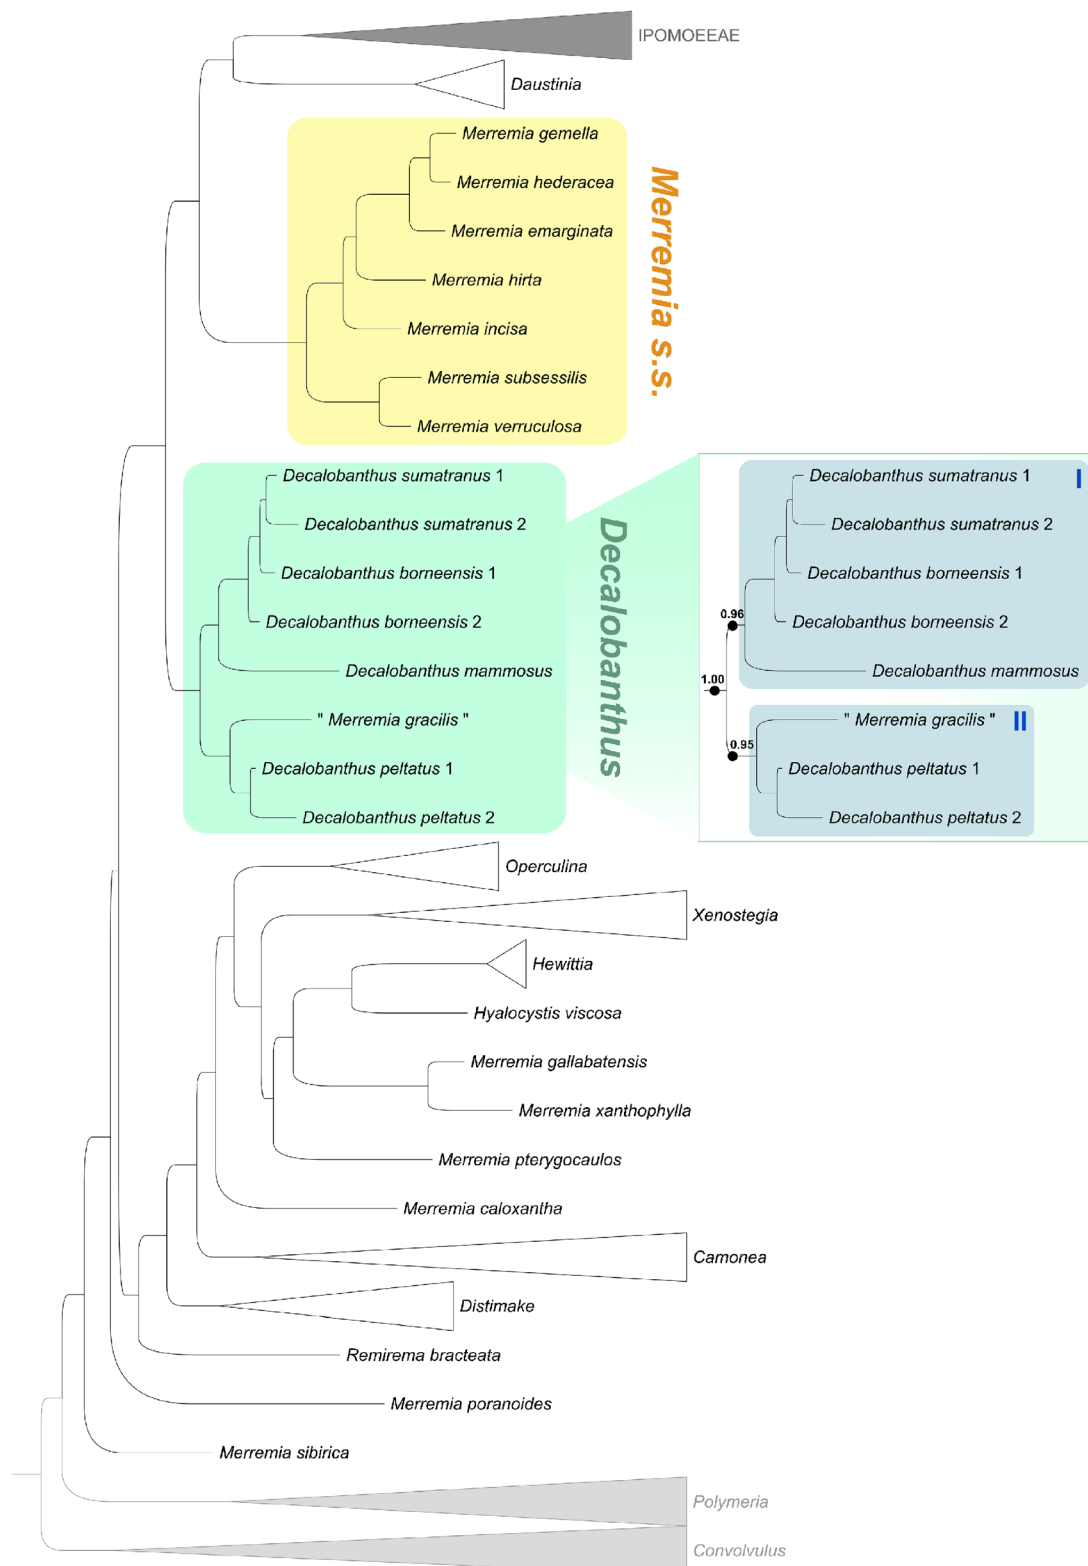 IPOMOEEAE
Daustinia
Merremia gemella
Merremia hederacea
Merremia emarginata
Merremia hirta
Merremia incisa
Merremia subsessilis
Merremia verruculosa
Merremia s.s.
Decalobanthus sumatranus 1
Decalobanthus sumatranus 2
Decalobanthus borneensis 1
Decalobanthus borneensis 2
Decalobanthus mammosus
" Merremia gracilis "
Decalobanthus peltatus 1
Decalobanthus peltatus 2
Decalobanthus
I
Decalobanthus sumatranus 1
Decalobanthus sumatranus 2
Decalobanthus borneensis 1
Decalobanthus borneensis 2
Decalobanthus mammosus
0.96
1.00
0.95
II
" Merremia gracilis "
Decalobanthus peltatus 1
Decalobanthus peltatus 2
Operculina
Xenostegia
Hewittia
Hyalocystis viscosa
Merremia gallabatensis
Merremia xanthophylla
Merremia pterygocaulos
Merremia caloxantha
Camonea
Distimake
Remirema bracteata
Merremia poranoides
Merremia sibirica
Polymeria
Convolvulus